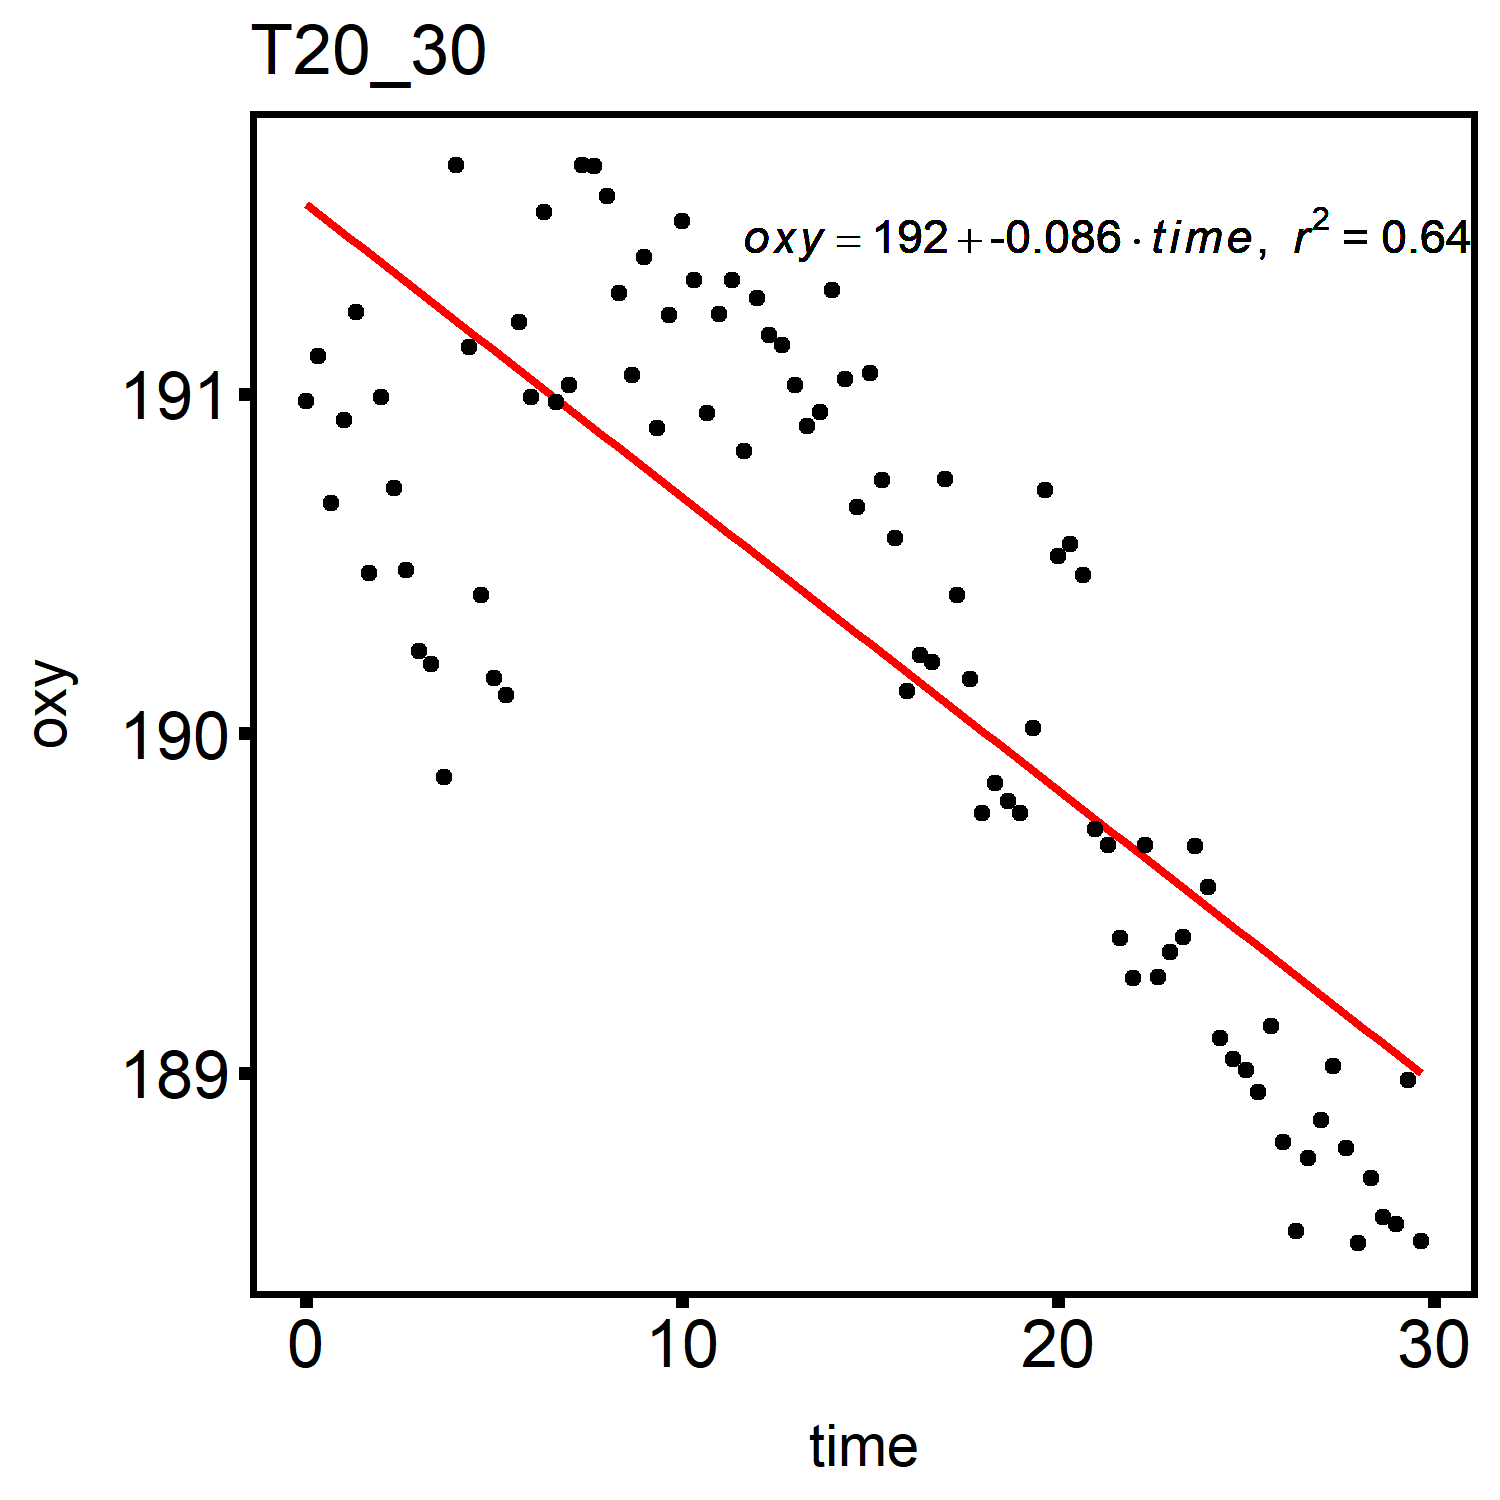 T20_30
oxy = 192 + -0.086 · time, r² = 0.64
191
190
189
oxy
0 10 20 30
time